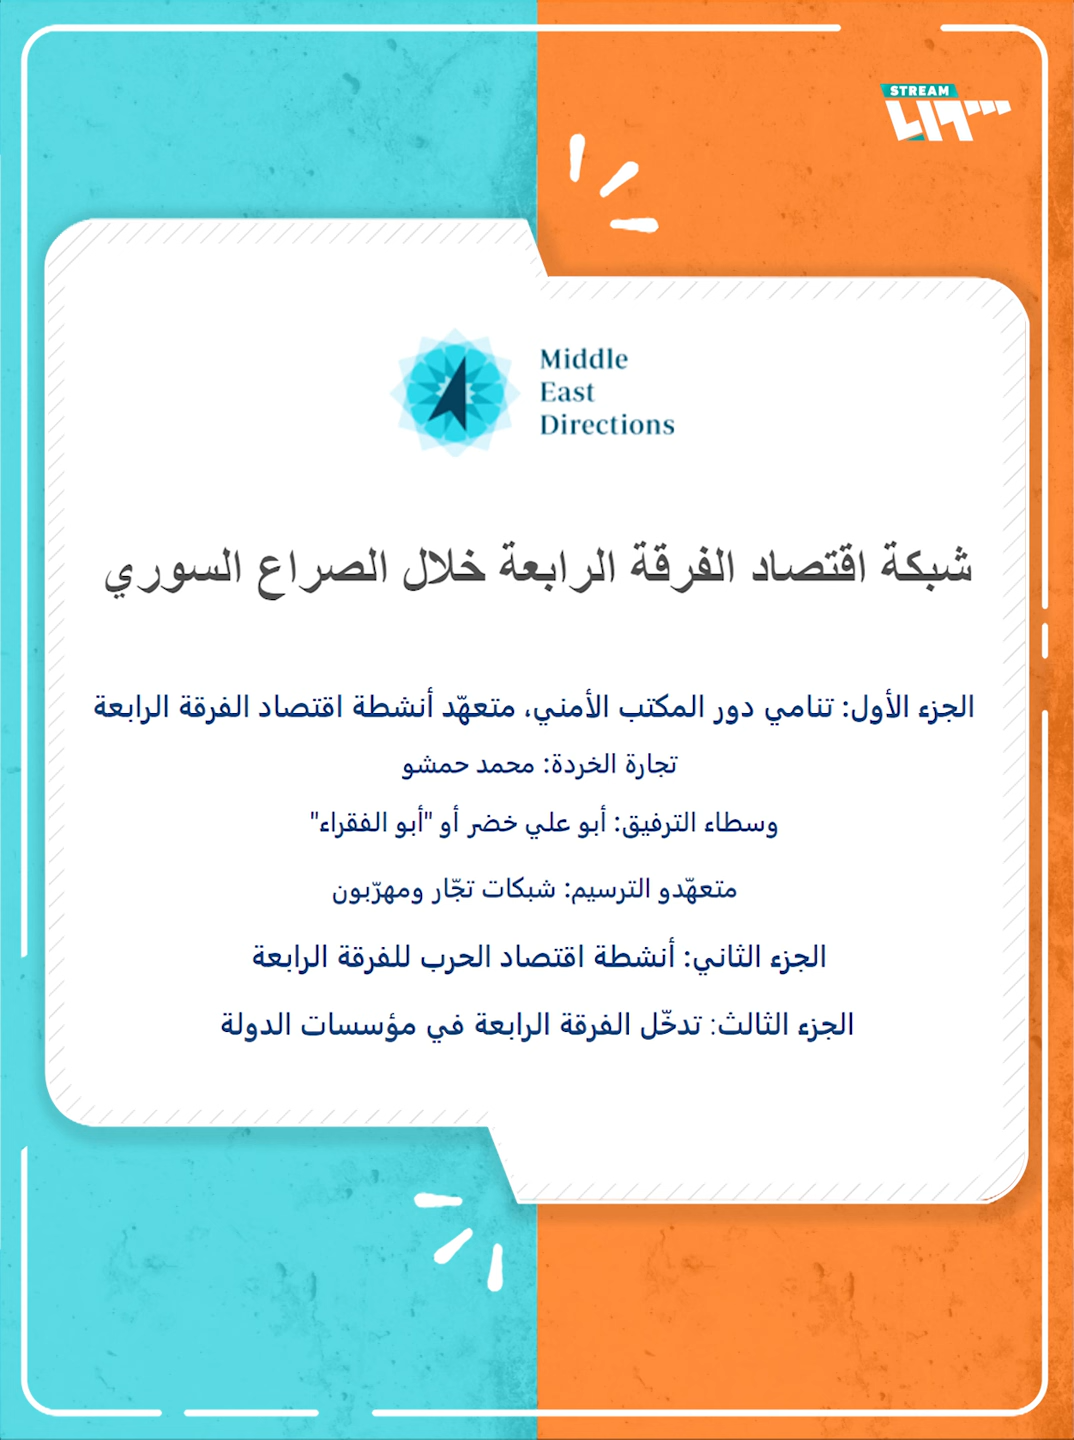 STREAM
سوريا
Middle
East
Directions
شبكة اقتصاد الفرقة الرابعة خلال الصراع السوري
الجزء الأول: تنامي دور المكتب الأمني، متعهّد أنشطة اقتصاد الفرقة الرابعة
تجارة الخردة: محمد حمشو
وسطاء الترفيق: أبو علي خضر أو "أبو الفقراء"
متعهّدو الترسيم: شبكات تجّار ومهرّبون
الجزء الثاني: أنشطة اقتصاد الحرب للفرقة الرابعة
الجزء الثالث: تدخّل الفرقة الرابعة في مؤسسات الدولة